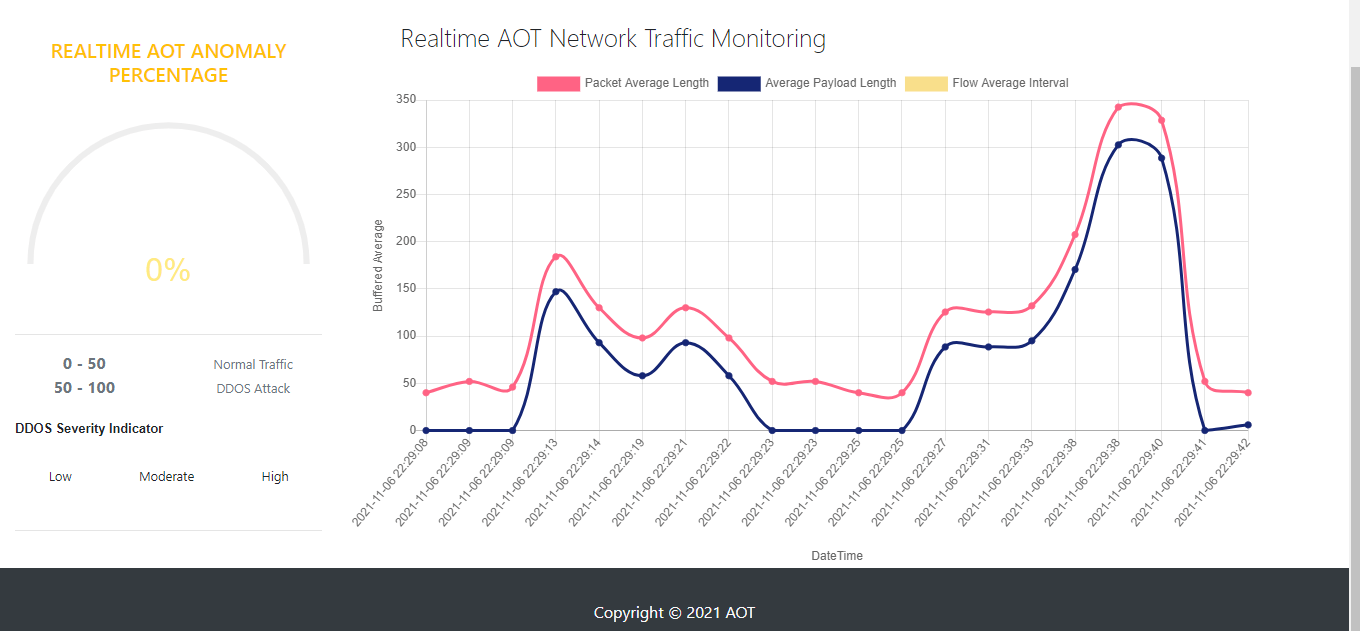 REALTIME AOT ANOMALY
PERCENTAGE
0%
0 - 50 Normal Traffic
50 - 100 DDOS Attack
DDOS Severity Indicator
Low Moderate High
Realtime AOT Network Traffic Monitoring
Packet Average Length Average Payload Length Flow Average Interval
Buffered Average
350
300
250
200
150
100
50
0
2021-11-06 22:29:08
2021-11-06 22:29:09
2021-11-06 22:29:09
2021-11-06 22:29:13
2021-11-06 22:29:14
2021-11-06 22:29:19
2021-11-06 22:29:21
2021-11-06 22:29:22
2021-11-06 22:29:23
2021-11-06 22:29:23
2021-11-06 22:29:25
2021-11-06 22:29:25
2021-11-06 22:29:27
2021-11-06 22:29:31
2021-11-06 22:29:33
2021-11-06 22:29:38
2021-11-06 22:29:38
2021-11-06 22:29:40
2021-11-06 22:29:41
2021-11-06 22:29:42
DateTime
Copyright © 2021 AOT